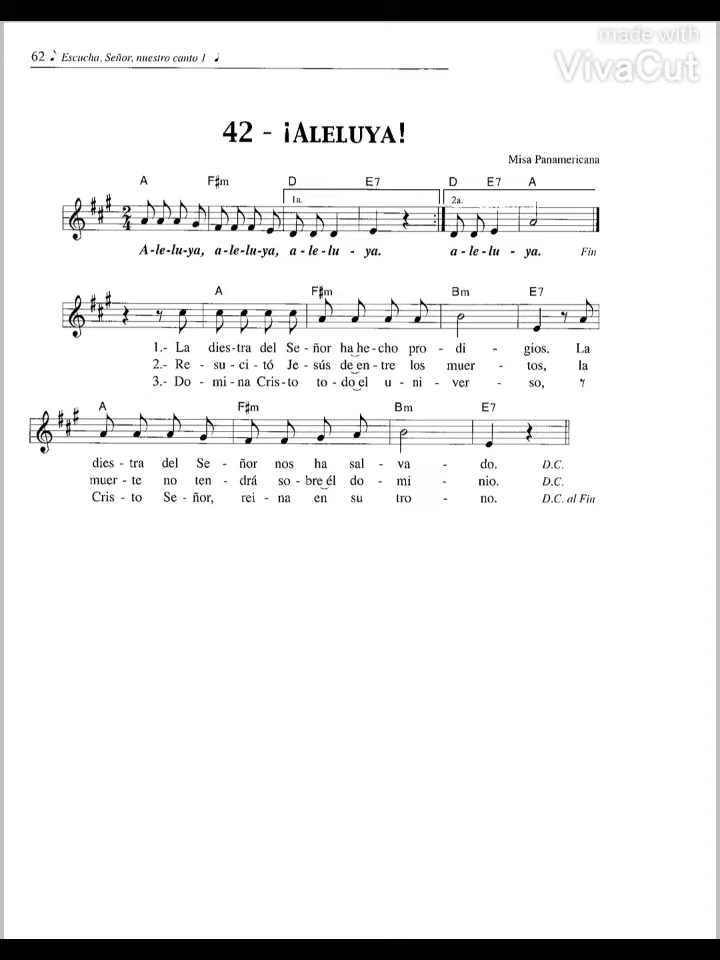 made with
VivaCut
62 Escucha, Señor, nuestro canto 1
42 - ¡ALELUYA!
Misa Panamericana
A F#m D E7 D E7 A
1a. 2a.
2/4
A-le-lu-ya, a-le-lu-ya, a-le-lu - ya. a-le-lu - ya. Fin
A F#m Bm E7
1.- La dies-tra del Se-ñor ha he-cho pro - di - gios. La
2.- Re - su - ci - tó Je-sús de en-tre los muer - tos, la
3.- Do - mi - na Cris-to to - do el u - ni - ver - so,
A F#m Bm E7
dies - tra del Se - ñor nos ha sal - va - do. D.C.
muer - te no ten - drá so - bre él do - mi - nio. D.C.
Cris - to Se - ñor, rei - na en su tro - no. D.C. al Fin